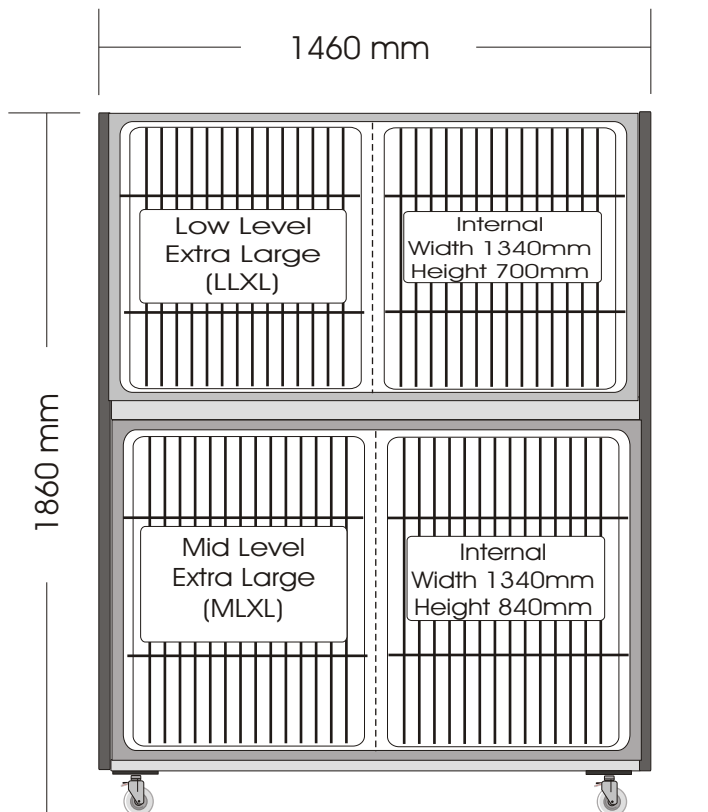 1460 mm
Low Level
Extra Large
(LLXL)
Internal
Width 1340mm
Height 700mm
1860 mm
Mid Level
Extra Large
(MLXL)
Internal
Width 1340mm
Height 840mm